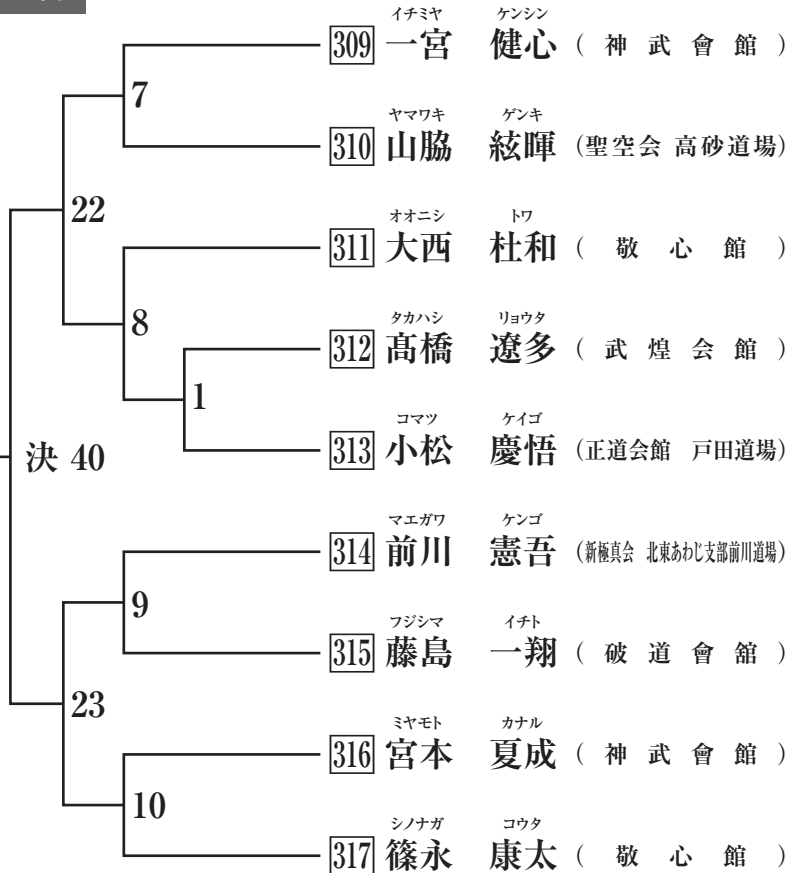 イチミヤ ケンシン
309 一宮 健心 (神武會館)
7
ヤマワキ ゲンキ
310 山脇 絃暉 (聖空会 高砂道場)
22
オオニシ トワ
311 大西 杜和 (敬心館)
8
タカハシ リョウタ
312 髙橋 遼多 (武煌会館)
1
コマツ ケイゴ
313 小松 慶悟 (正道会館 戸田道場)
決 40
マエガワ ケンゴ
314 前川 憲吾 (新極真会 北東あわじ支部前川道場)
9
フジシマ イチト
315 藤島 一翔 (破道會舘)
23
ミヤモト カナル
316 宮本 夏成 (神武會館)
10
シノナガ コウタ
317 篠永 康太 (敬心館)